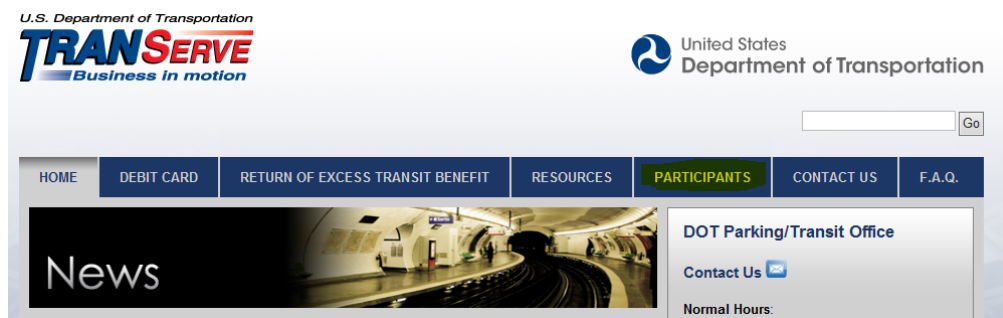 U.S. Department of Transportation
TRANSERVE
Business in motion
United States
Department of Transportation
Go
HOME DEBIT CARD RETURN OF EXCESS TRANSIT BENEFIT RESOURCES PARTICIPANTS CONTACT US F.A.Q.
News
DOT Parking/Transit Office
Contact Us
Normal Hours: